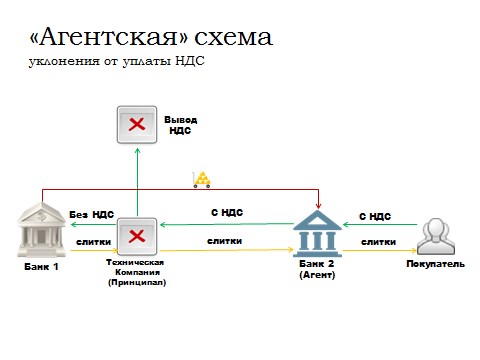 «Агентская» схема
уклонения от уплаты НДС
Вывод
НДС
Без НДС
С НДС
С НДС
слитки
слитки
слитки
Банк 1
Техническая
Компания
(Принципал)
Банк 2
(Агент)
Покупатель